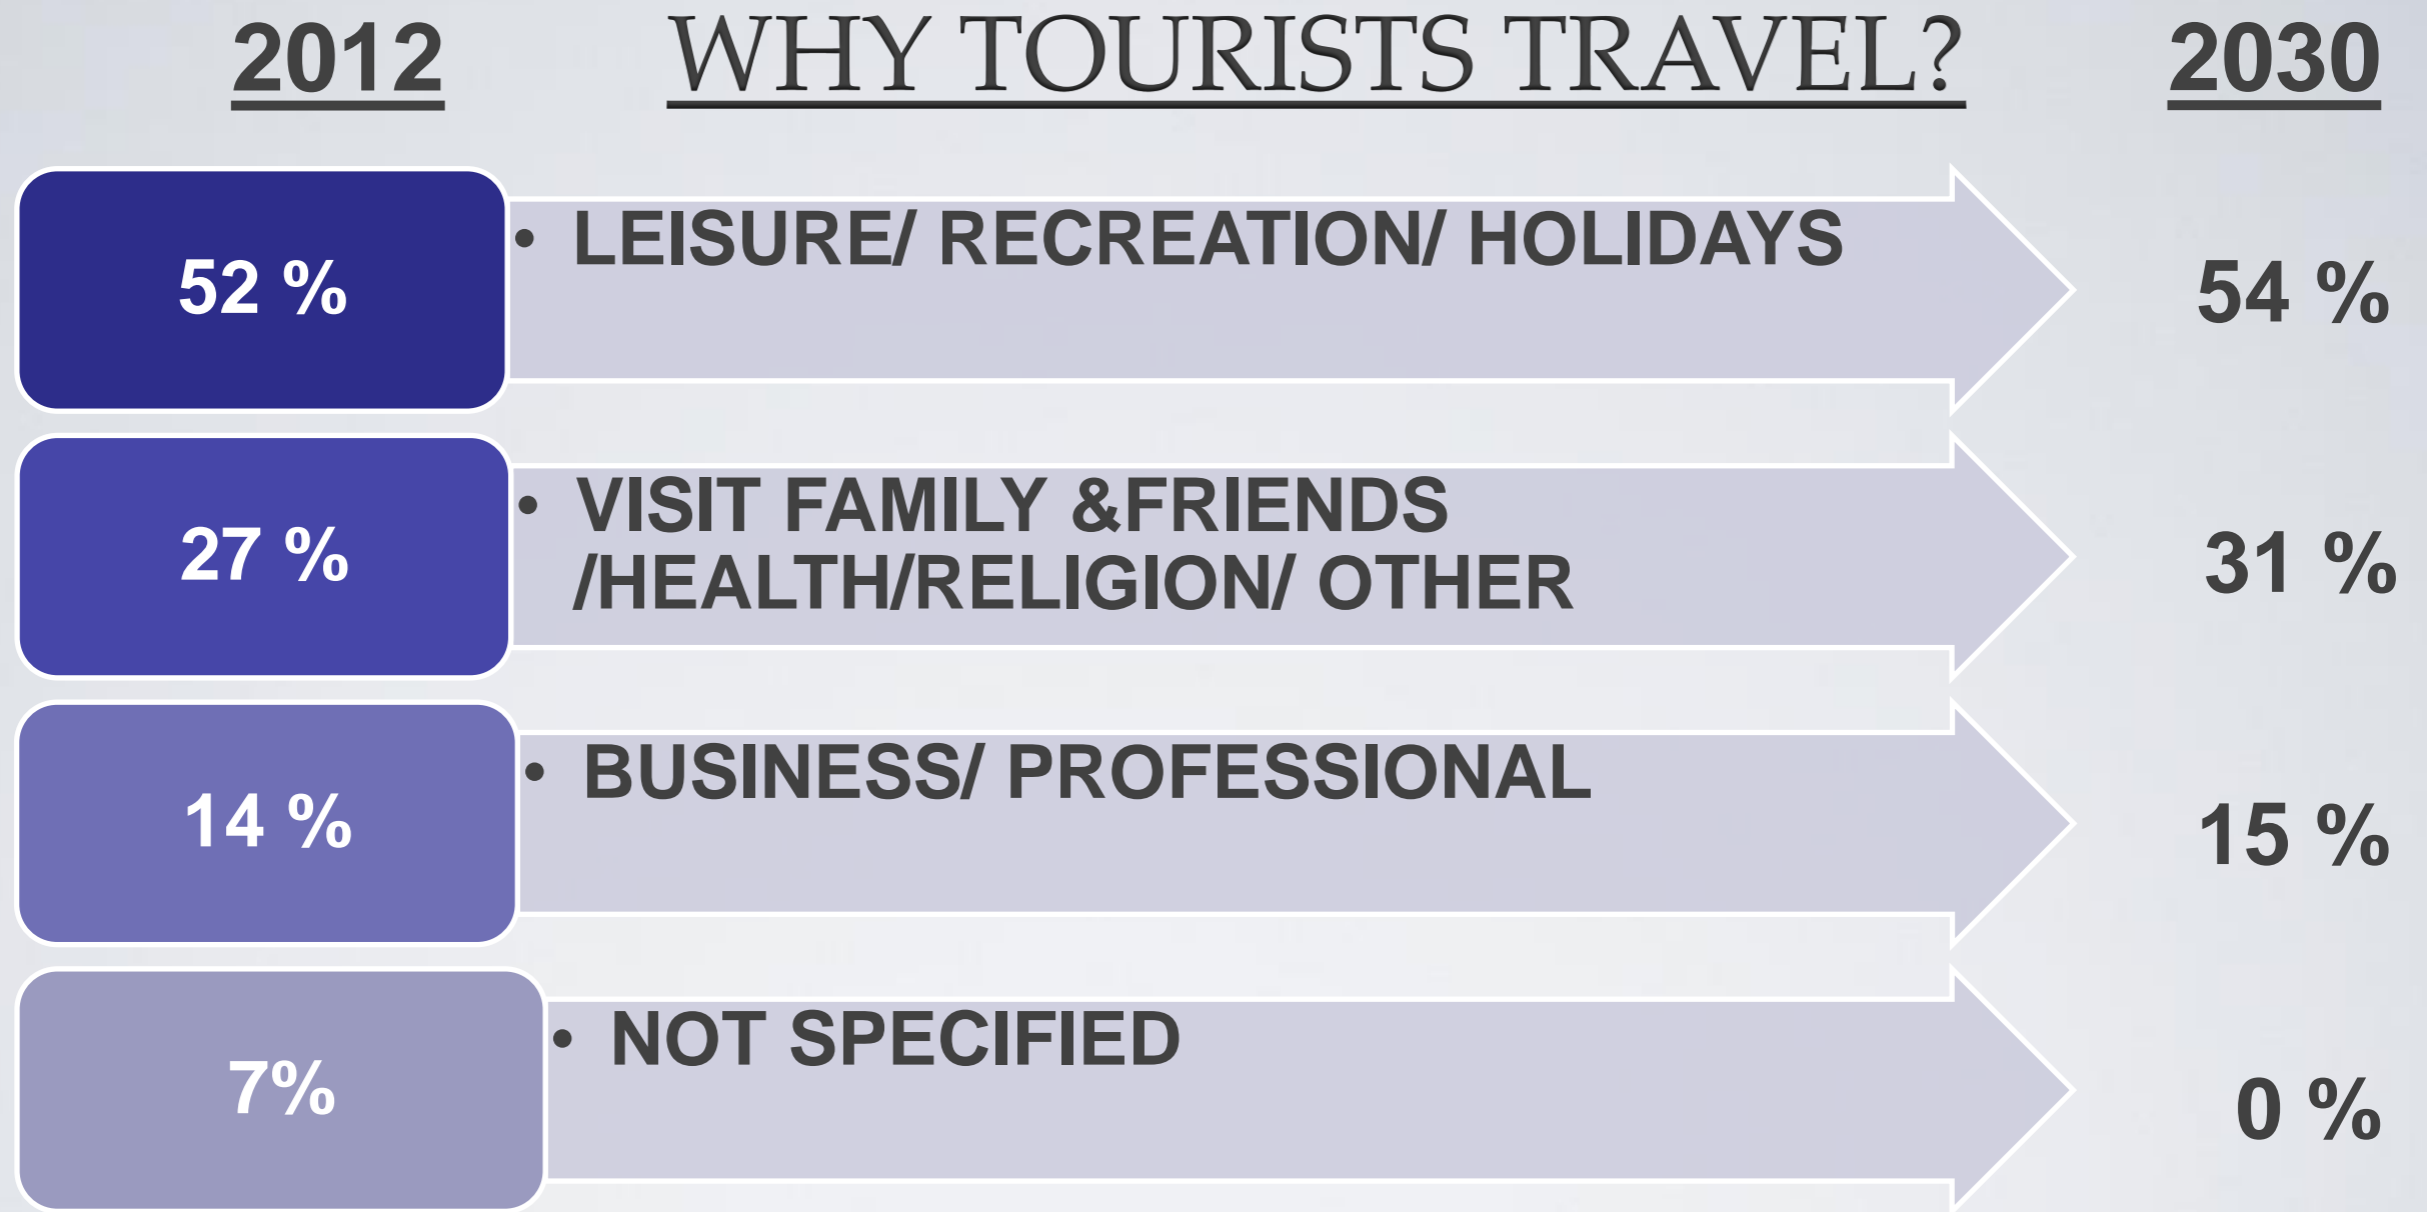 2012 WHY TOURISTS TRAVEL? 2030
52 % • LEISURE/ RECREATION/ HOLIDAYS 54 %
27 % • VISIT FAMILY &FRIENDS
/HEALTH/RELIGION/ OTHER 31 %
14 % • BUSINESS/ PROFESSIONAL 15 %
7% • NOT SPECIFIED 0 %